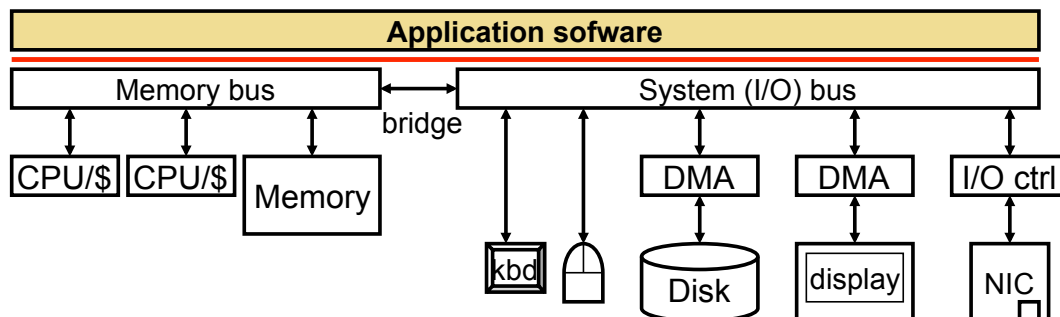 Application sofware
Memory bus
System (I/O) bus
bridge
CPU/$
CPU/$
Memory
DMA
DMA
I/O ctrl
kbd
Disk
display
NIC